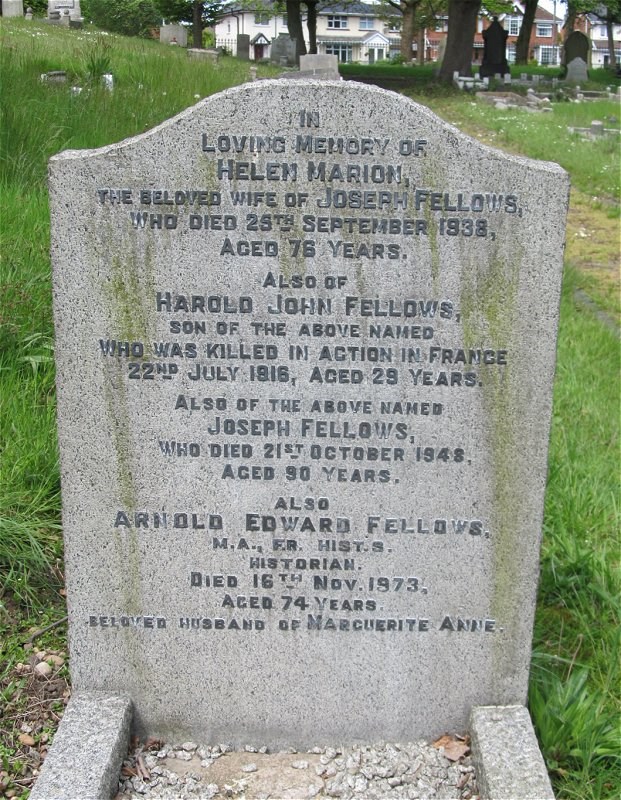 IN
LOVING MEMORY OF
HELEN MARION,
THE BELOVED WIFE OF JOSEPH FELLOWS,
WHO DIED 25TH SEPTEMBER 1938,
AGED 76 YEARS.
ALSO OF
HAROLD JOHN FELLOWS,
SON OF THE ABOVE NAMED
WHO WAS KILLED IN ACTION IN FRANCE
22ND JULY 1916, AGED 29 YEARS.
ALSO OF THE ABOVE NAMED
JOSEPH FELLOWS,
WHO DIED 21ST OCTOBER 1948,
AGED 90 YEARS.
ALSO
ARNOLD EDWARD FELLOWS,
M.A., F.R. HIST.S.
HISTORIAN.
DIED 16TH NOV. 1973,
AGED 74 YEARS.
BELOVED HUSBAND OF MARGUERITE ANNE.